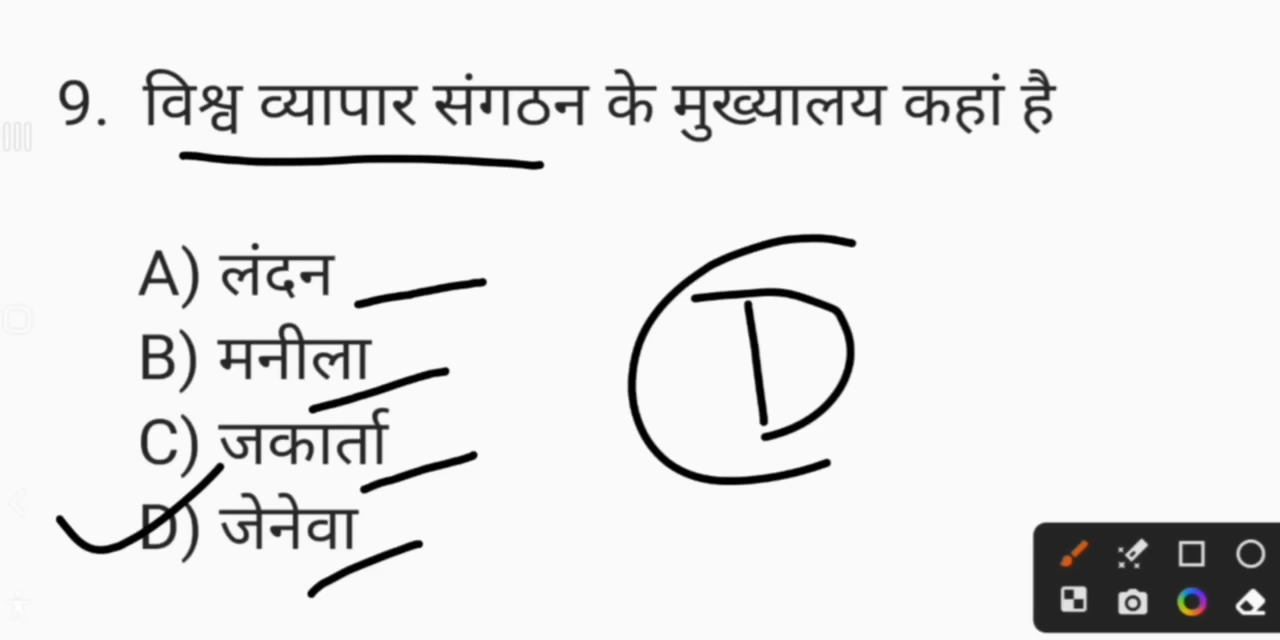 9. विश्व व्यापार संगठन के मुख्यालय कहां है
A) लंदन
B) मनीला
C) जकार्ता
D) जेनेवा
D